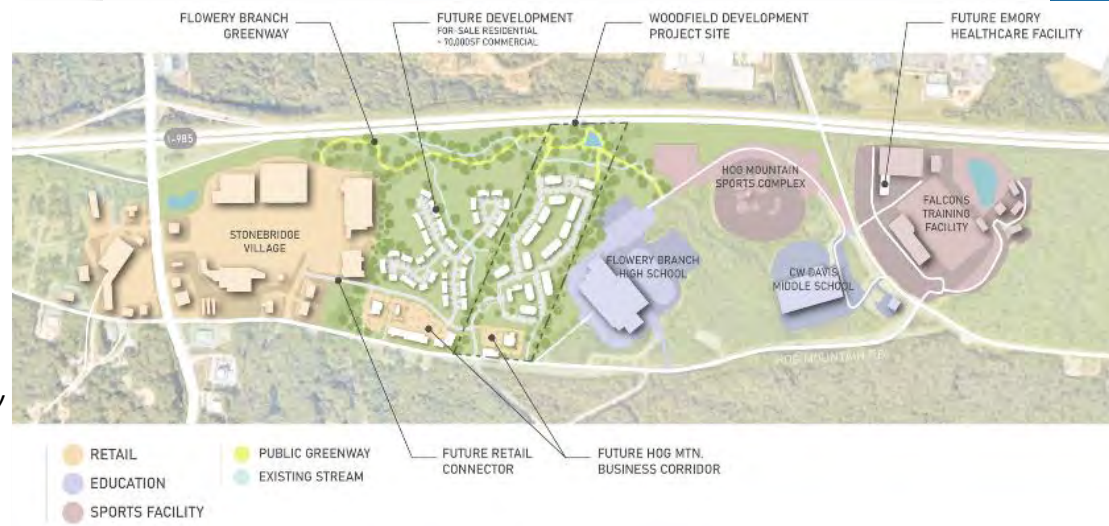 FLOWERY BRANCH
GREENWAY
FUTURE DEVELOPMENT
FOR-SALE RESIDENTIAL
~ 70,000SF COMMERCIAL
WOODFIELD DEVELOPMENT
PROJECT SITE
FUTURE EMORY
HEALTHCARE FACILITY
I-985
STONEBRIDGE
VILLAGE
HOG MOUNTAIN
SPORTS COMPLEX
FALCONS
TRAINING
FACILITY
FLOWERY BRANCH
HIGH SCHOOL
CW DAVIS
MIDDLE SCHOOL
HOG MOUNTAIN RD.
RETAIL
EDUCATION
SPORTS FACILITY
PUBLIC GREENWAY
EXISTING STREAM
FUTURE RETAIL
CONNECTOR
FUTURE HOG MTN.
BUSINESS CORRIDOR